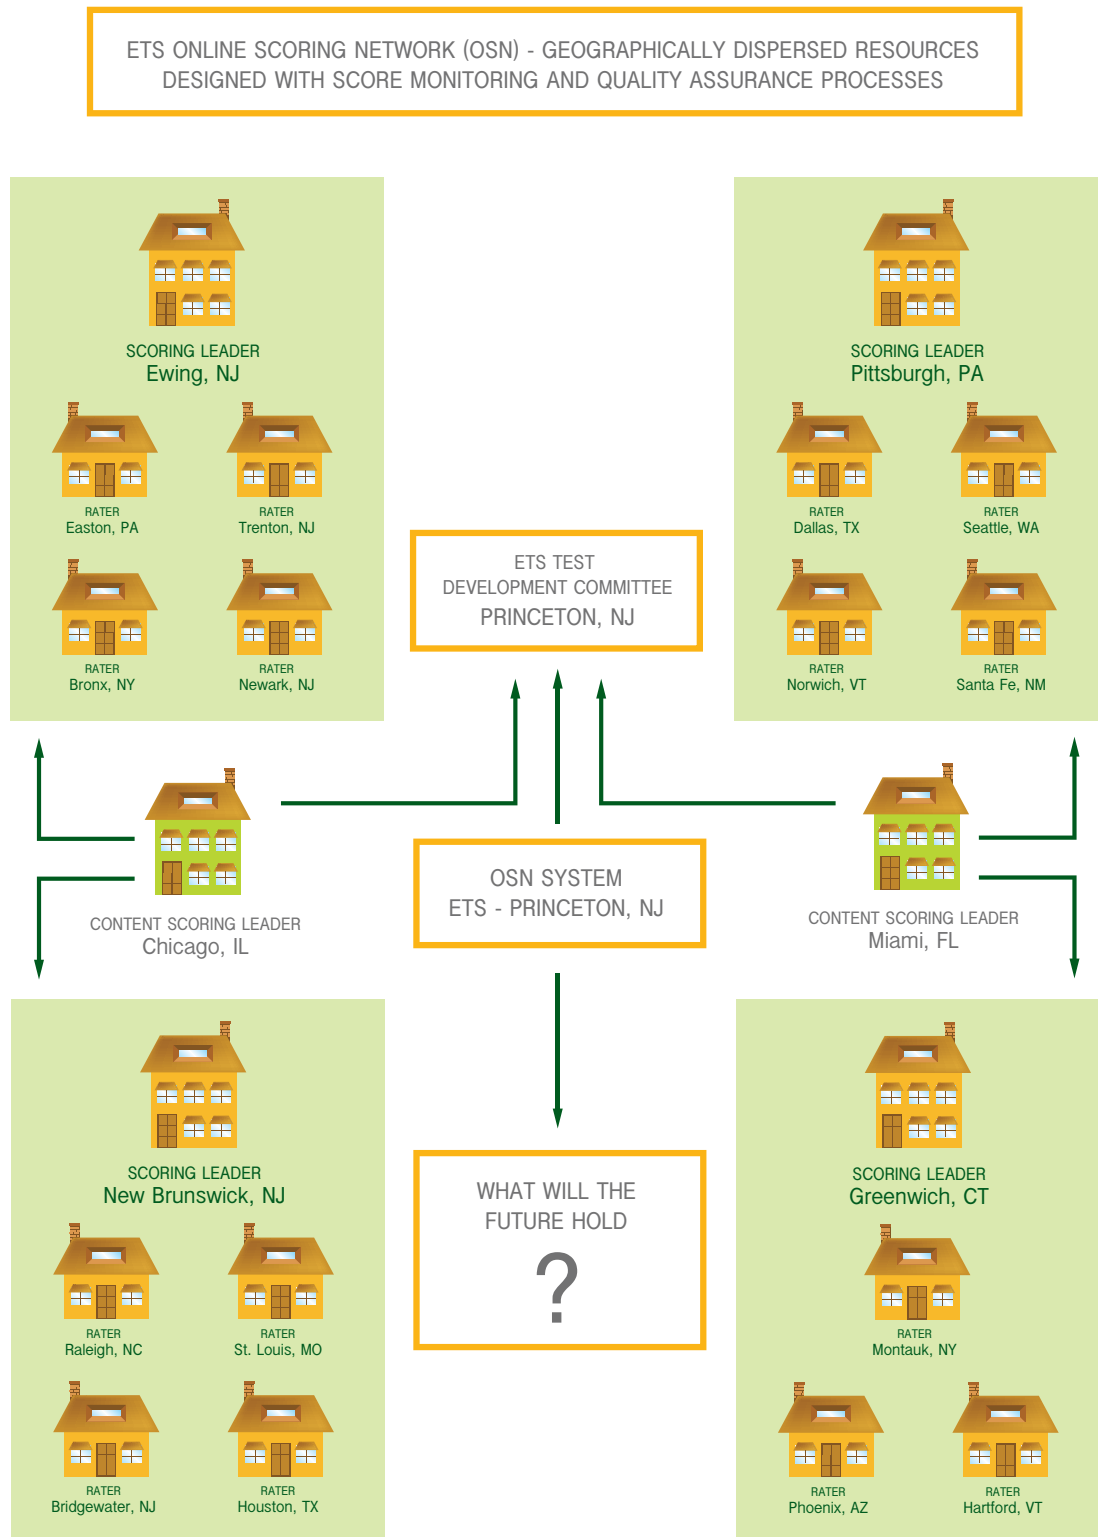 ETS ONLINE SCORING NETWORK (OSN) - GEOGRAPHICALLY DISPERSED RESOURCES
DESIGNED WITH SCORE MONITORING AND QUALITY ASSURANCE PROCESSES
SCORING LEADER
Ewing, NJ
RATER
Easton, PA
RATER
Trenton, NJ
RATER
Bronx, NY
RATER
Newark, NJ
SCORING LEADER
Pittsburgh, PA
RATER
Dallas, TX
RATER
Seattle, WA
RATER
Norwich, VT
RATER
Santa Fe, NM
ETS TEST
DEVELOPMENT COMMITTEE
PRINCETON, NJ
CONTENT SCORING LEADER
Chicago, IL
OSN SYSTEM
ETS - PRINCETON, NJ
CONTENT SCORING LEADER
Miami, FL
SCORING LEADER
New Brunswick, NJ
RATER
Raleigh, NC
RATER
St. Louis, MO
RATER
Bridgewater, NJ
RATER
Houston, TX
WHAT WILL THE
FUTURE HOLD
?
SCORING LEADER
Greenwich, CT
RATER
Montauk, NY
RATER
Phoenix, AZ
RATER
Hartford, VT